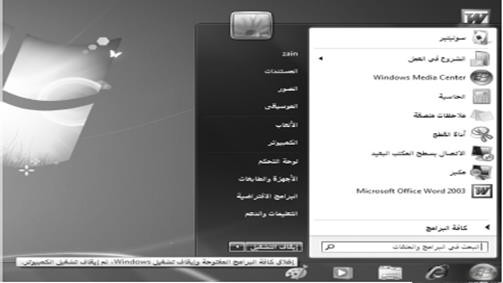 سوليتير
الشروع في العمل
Windows Media Center
الحاسبة
ملاحظات ملصقة
أداة القطع
الاتصال بسطح المكتب البعيد
مكبر
Microsoft Office Word 2003
كافة البرامج
ابحث في البرامج والملفات
zain
المستندات
الصور
الموسيقى
الألعاب
الكمبيوتر
لوحة التحكم
الأجهزة والطابعات
البرامج الافتراضية
التعليمات والدعم
إيقاف التشغيل
إغلاق كافة البرامج المفتوحة وإيقاف تشغيل Windows، ثم إيقاف تشغيل الكمبيوتر.